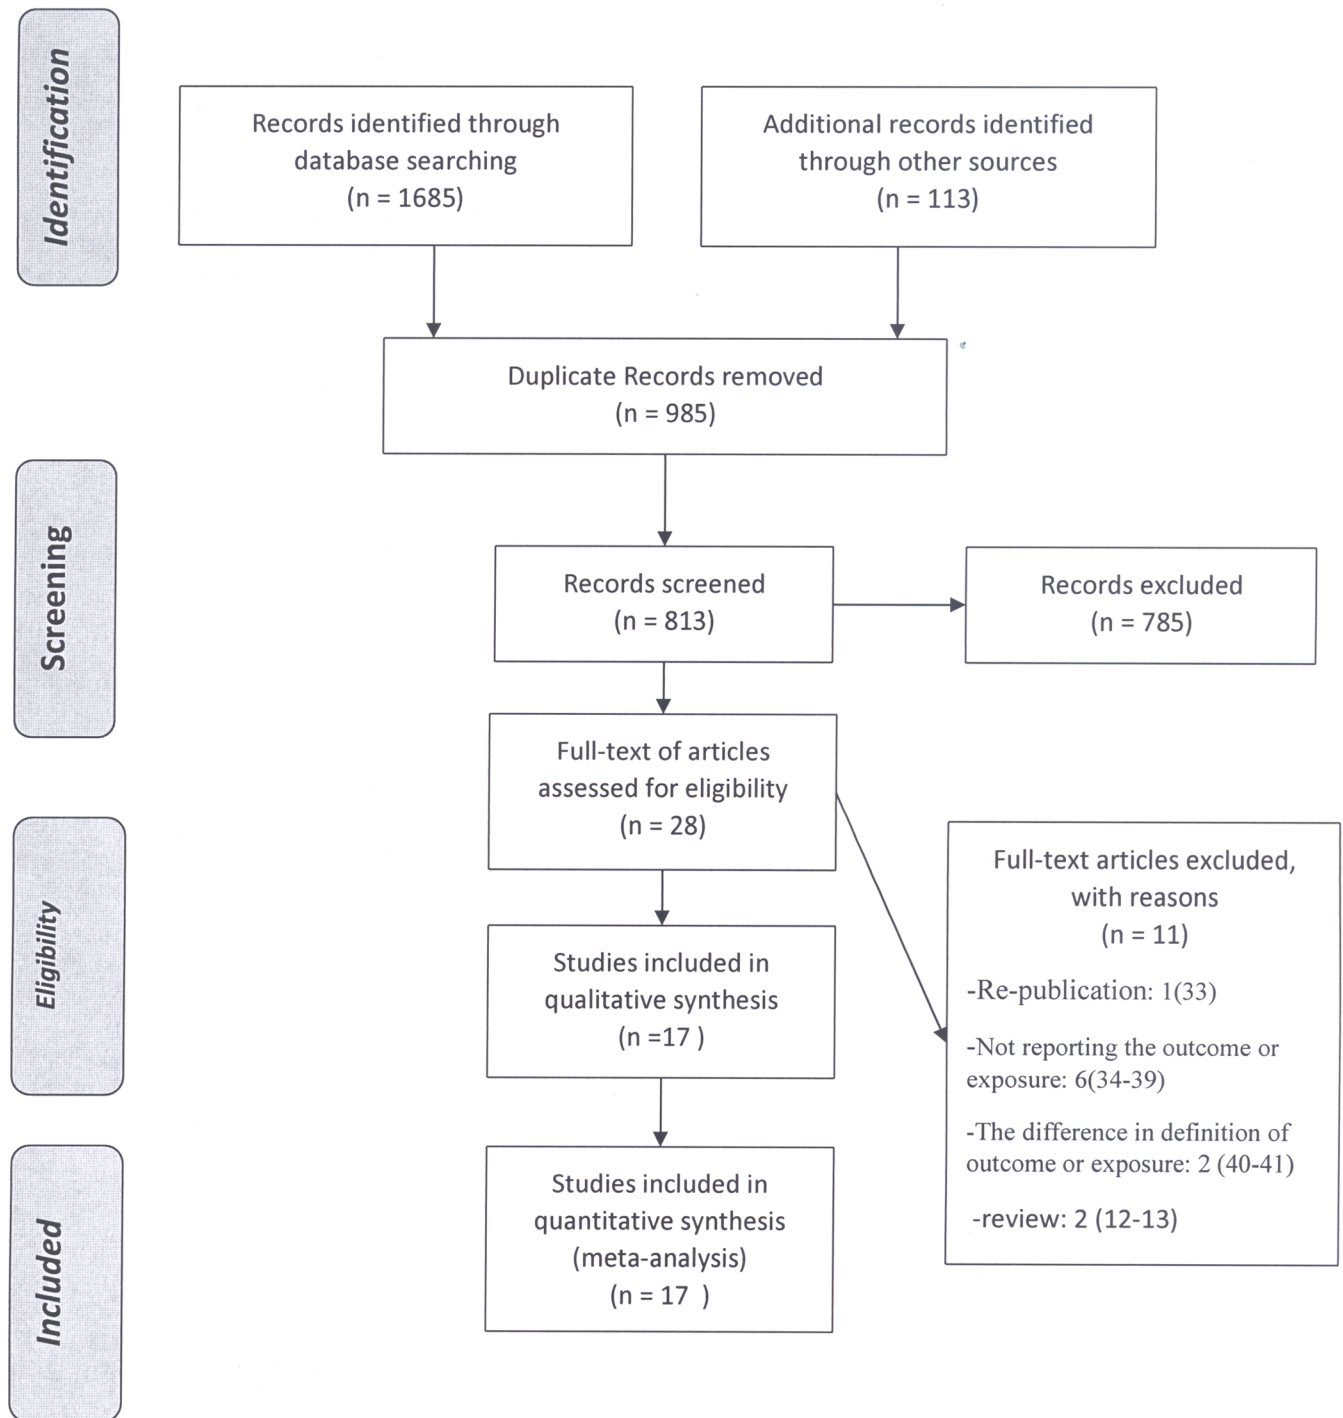 Identification
Records identified through
database searching
(n = 1685)
Additional records identified
through other sources
(n = 113)
Duplicate Records removed
(n = 985)
Screening
Records screened
(n = 813)
Records excluded
(n = 785)
Full-text of articles
assessed for eligibility
(n = 28)
Eligibility
Full-text articles excluded,
with reasons
(n = 11)
-Re-publication: 1(33)
-Not reporting the outcome or
exposure: 6(34-39)
-The difference in definition of
outcome or exposure: 2 (40-41)
-review: 2 (12-13)
Studies included in
qualitative synthesis
(n =17 )
Included
Studies included in
quantitative synthesis
(meta-analysis)
(n = 17  )